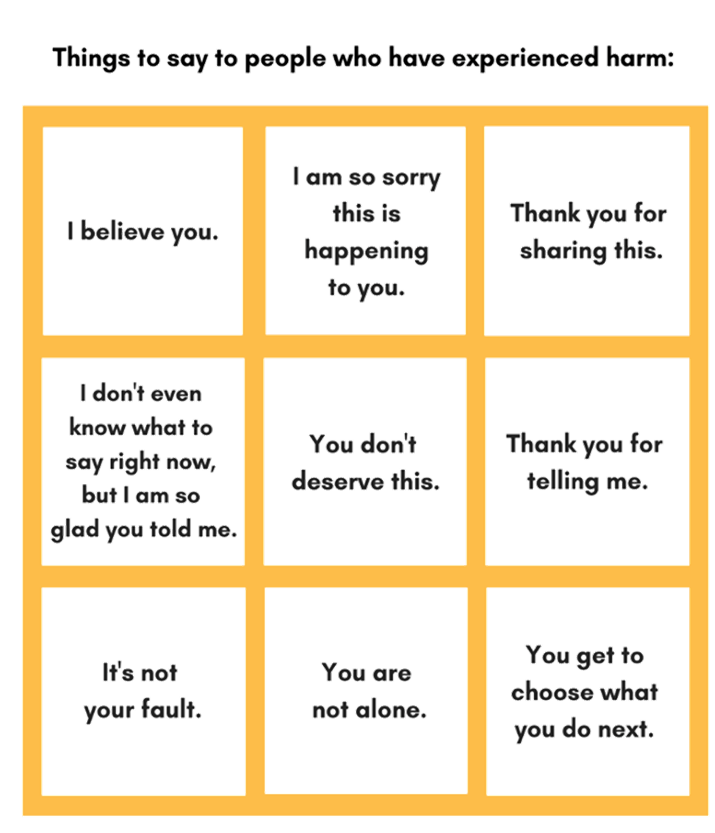 Things to say to people who have experienced harm:
I believe you.
I am so sorry
this is
happening
to you.
Thank you for
sharing this.
I don't even
know what to
say right now,
but I am so
glad you told me.
You don't
deserve this.
Thank you for
telling me.
It's not
your fault.
You are
not alone.
You get to
choose what
you do next.